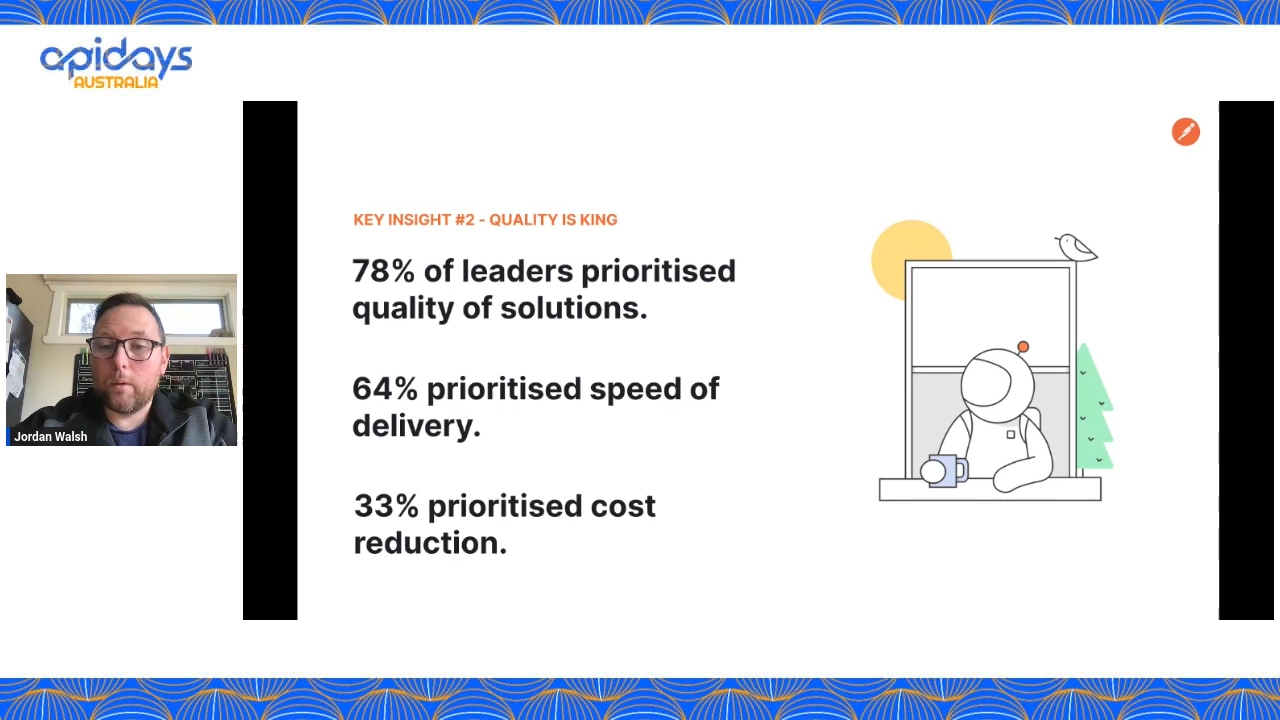 apidays
AUSTRALIA
KEY INSIGHT #2 - QUALITY IS KING
78% of leaders prioritised
quality of solutions.
64% prioritised speed of
delivery.
33% prioritised cost
reduction.
Jordan Walsh